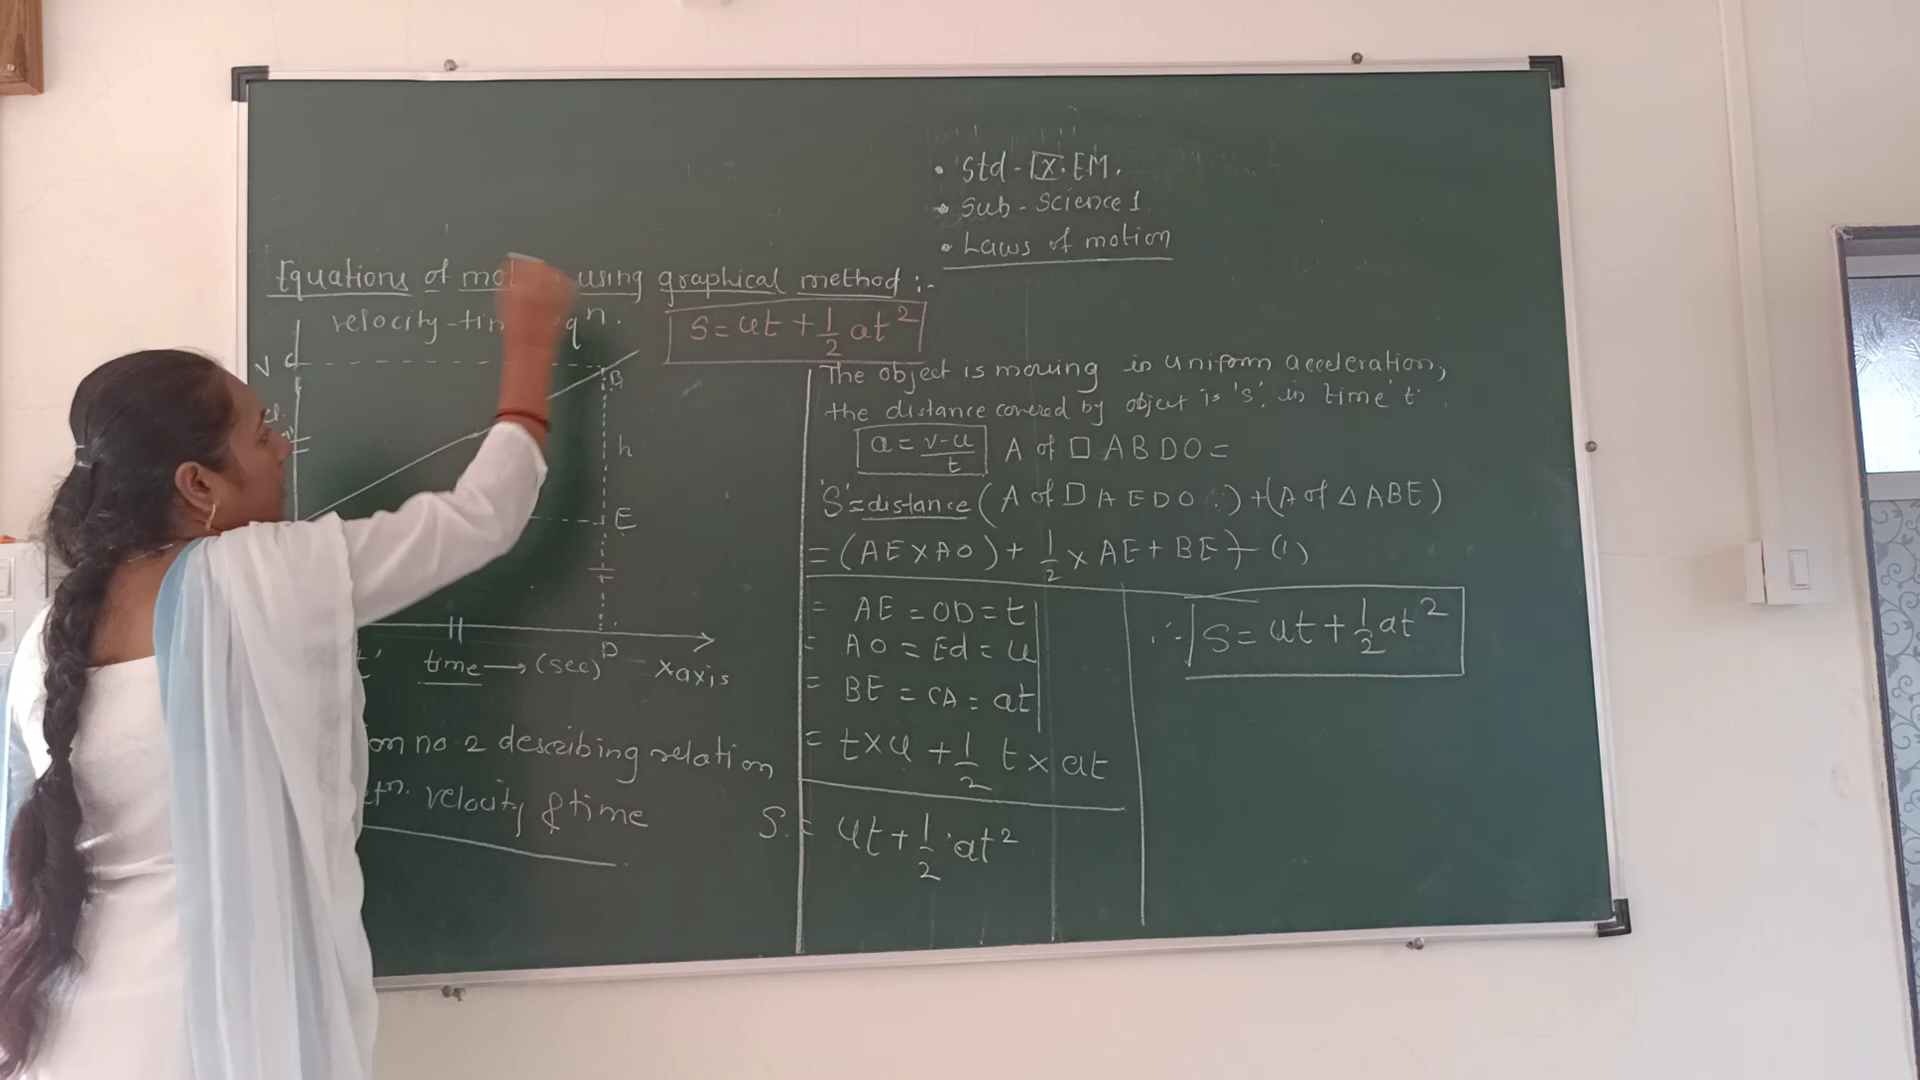 • Std - IX. EM.
• Sub - Science 1
• Laws of motion
Equations of using graphical method :-
velocity - qn.
S = ut + 1/2 at²
V
B
h
E
D
t' time → (sec)
x axis
on no. 2 describing relation
velocity & time
The object is moving in uniform acceleration,
the distance covered by object is 's'. in time 't'
a = v-u/t A of □ ABDO =
'S' = distance (A of □ AEDO ) + (A of △ ABE)
= (AE × AO) + 1/2 × AE + BE) - (1)
= AE = OD = t
= AO = Ed = u
= BE = CA = at
= t × u + 1/2 t × at
S = ut + 1/2 at²
∴ S = ut + 1/2 at²